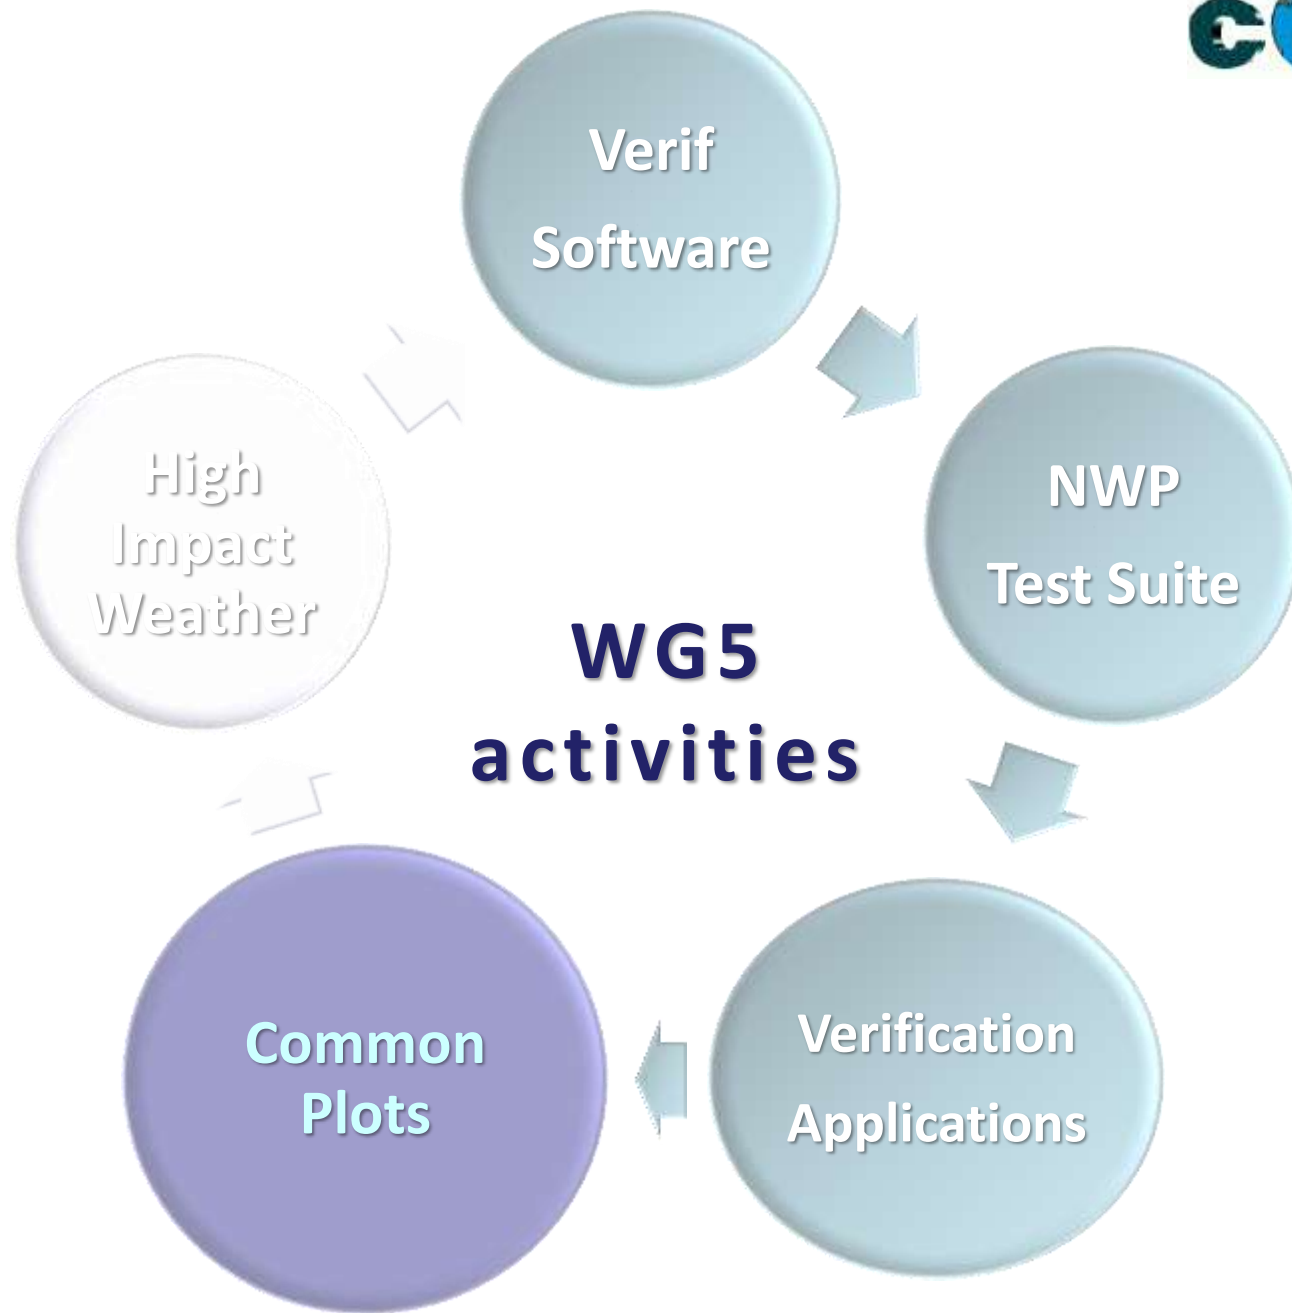 Verif
Software
NWP
Test Suite
High
Impact
Weather
WG5
activities
Verification
Applications
Common
Plots